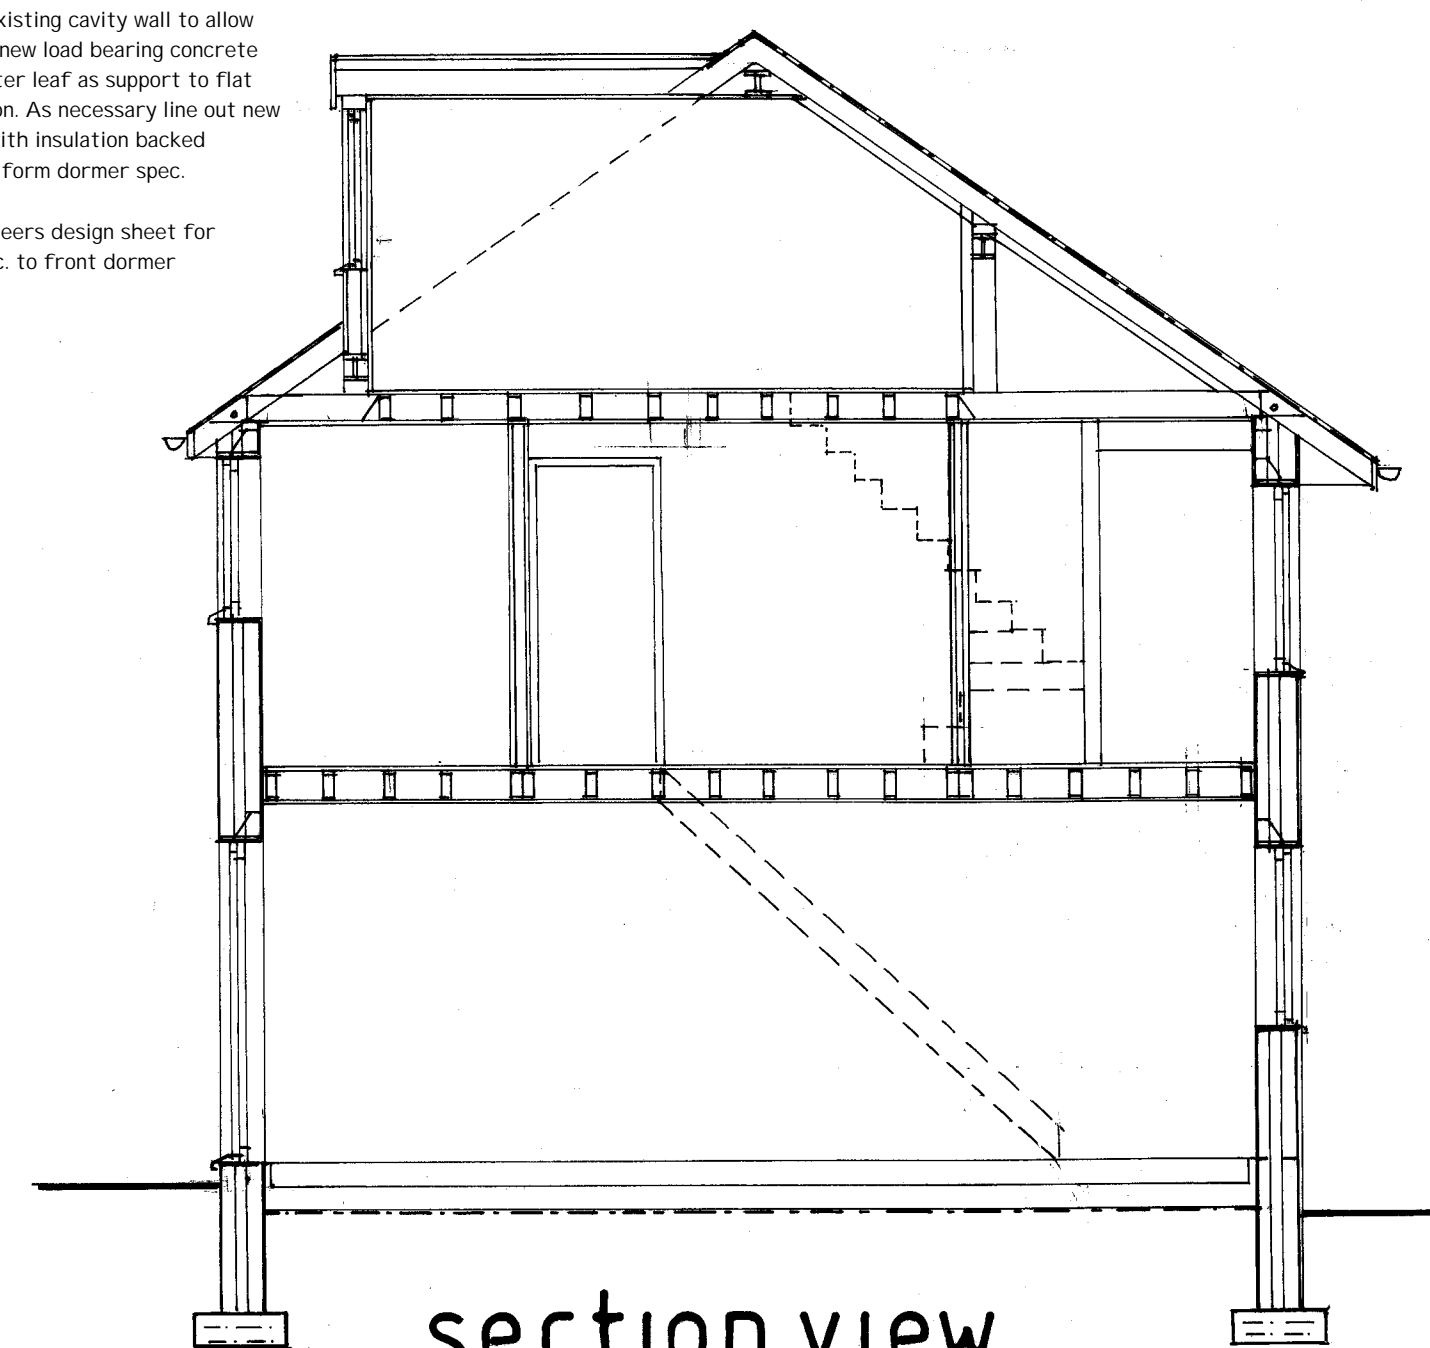 xisting cavity wall to allow
new load bearing concrete
ter leaf as support to flat
on. As necessary line out new
with insulation backed
form dormer spec.
eers design sheet for
c. to front dormer
section view